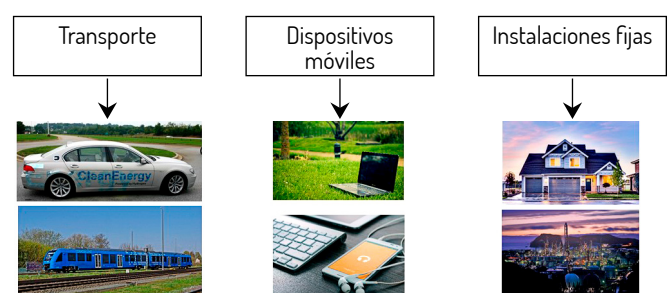 Transporte
Dispositivos
móviles
Instalaciones fijas
CleanEnergy